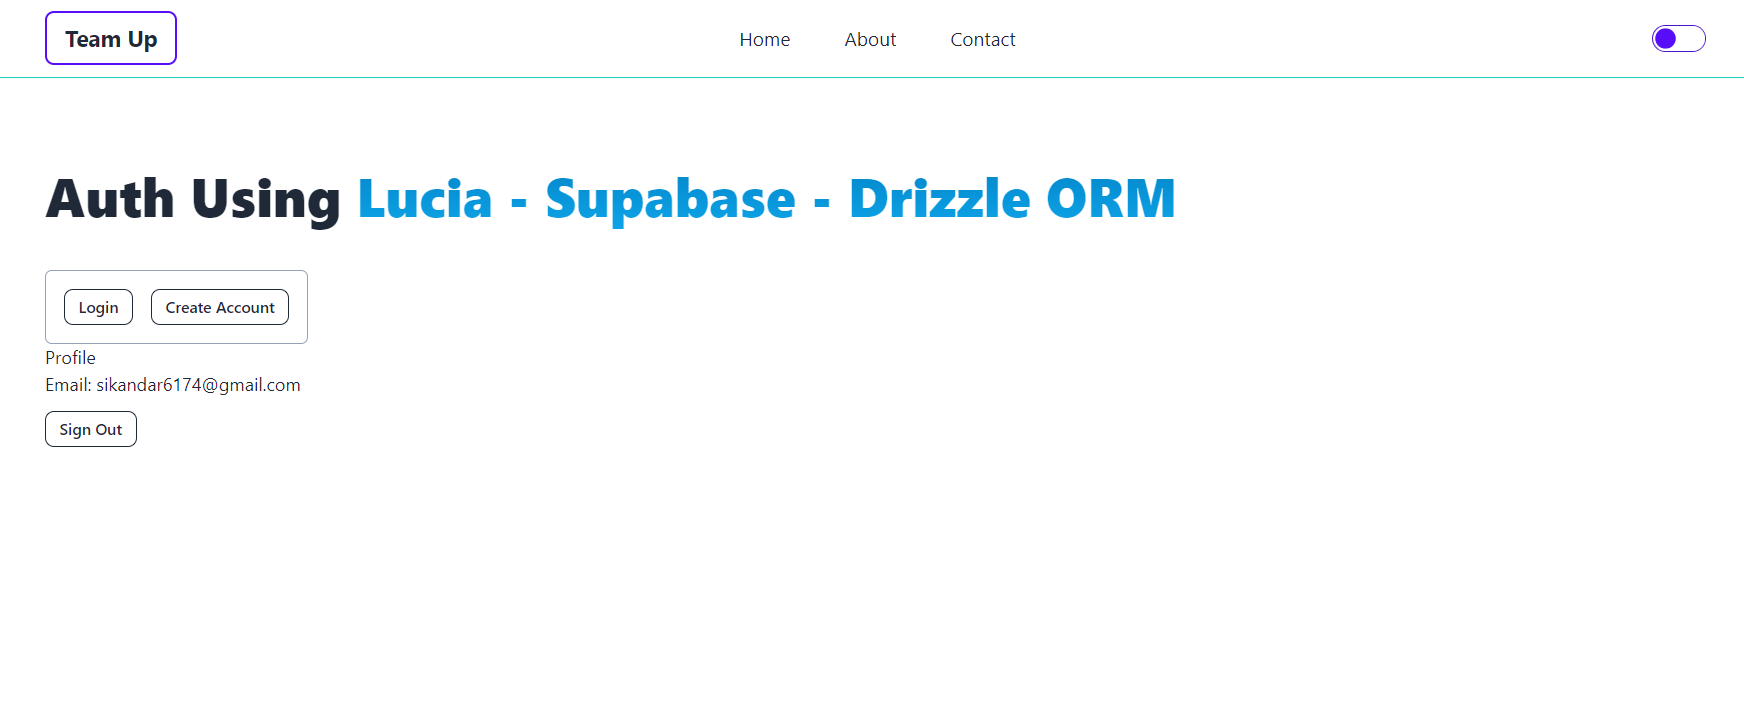 Team Up
Home About Contact
Auth Using Lucia - Supabase - Drizzle ORM
Login Create Account
Profile
Email: sikandar6174@gmail.com
Sign Out